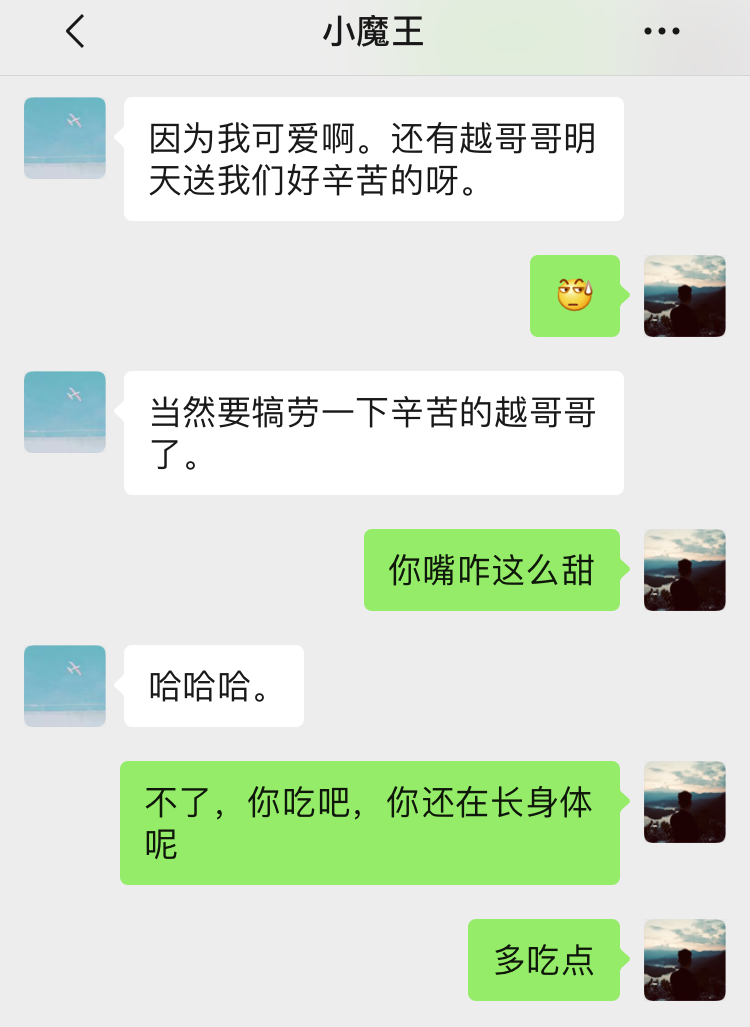 小魔王
因为我可爱啊。还有越哥哥明
天送我们好辛苦的呀。
当然要犒劳一下辛苦的越哥哥
了。
你嘴咋这么甜
哈哈哈。
不了，你吃吧，你还在长身体
呢
多吃点